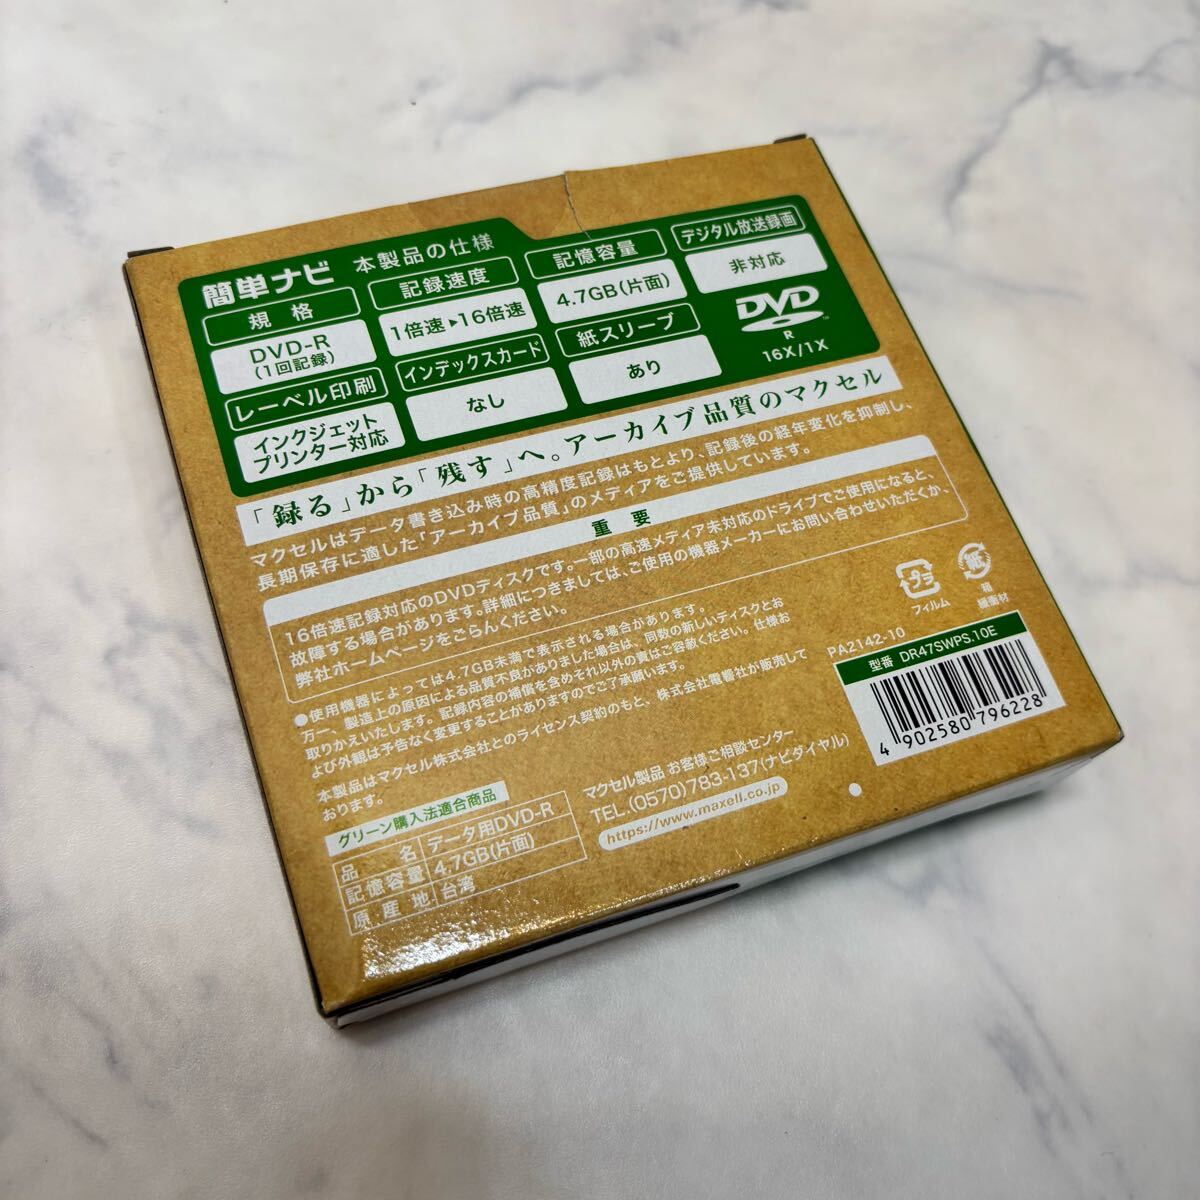 簡単ナビ 本製品の仕様
規格
DVD-R
(1回記録)
記録速度
1倍速▶16倍速
記憶容量
4.7GB(片面)
デジタル放送録画
非対応
レーベル印刷
インクジェット
プリンター対応
インデックスカード
なし
紙スリーブ
あり
DVD
R
16X/1X
「録る」から「残す」へ。アーカイブ品質のマクセル
マクセルはデータ書き込み時の高精度記録はもとより、記録後の経年変化を抑制し、
長期保存に適した「アーカイブ品質」のメディアをご提供しています。
重要
16倍速記録対応のDVDディスクです。一部の高速メディア未対応のドライブでご使用になると、
故障する場合があります。詳細につきましては、ご使用の機器メーカーにお問い合わせいただくか、
弊社ホームページをごらんください。
●使用機器によっては4.7GB未満で表示される場合があります。
万一、製造上の原因による品質不良がありました場合は、同数の新しいディスクとお
取りかえいたします。記録内容の補償を含めそれ以外の責はご容赦ください。仕様お
よび外観は予告なく変更することがありますのでご了承願います。
本製品はマクセル株式会社とのライセンス契約のもと、株式会社電響社が販売して
おります。
グリーン購入法適合商品
品名 データ用DVD-R
記憶容量 4.7GB(片面)
原産地 台湾
マクセル製品 お客様ご相談センター
TEL.(0570)783-137(ナビダイヤル)
https://www.maxell.co.jp
プラ
フィルム
紙
箱
緩衝材
PA2142-10
型番 DR47SWPS.10E
4 902580 796228